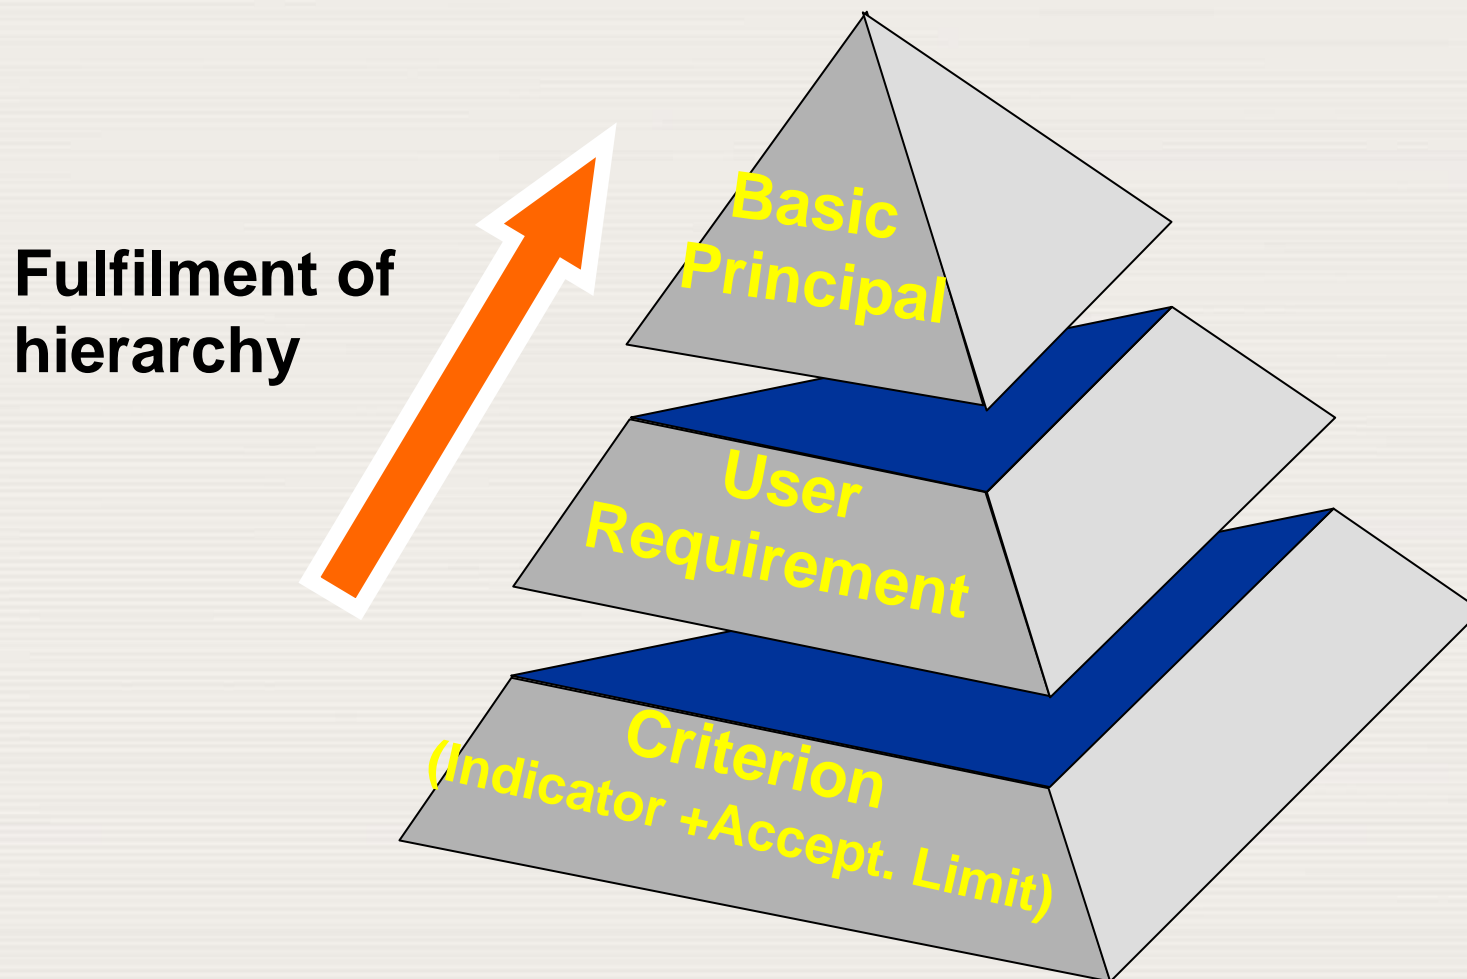 Fulfilment of
hierarchy
Basic
Principal
User
Requirement
Criterion
(Indicator +Accept. Limit)